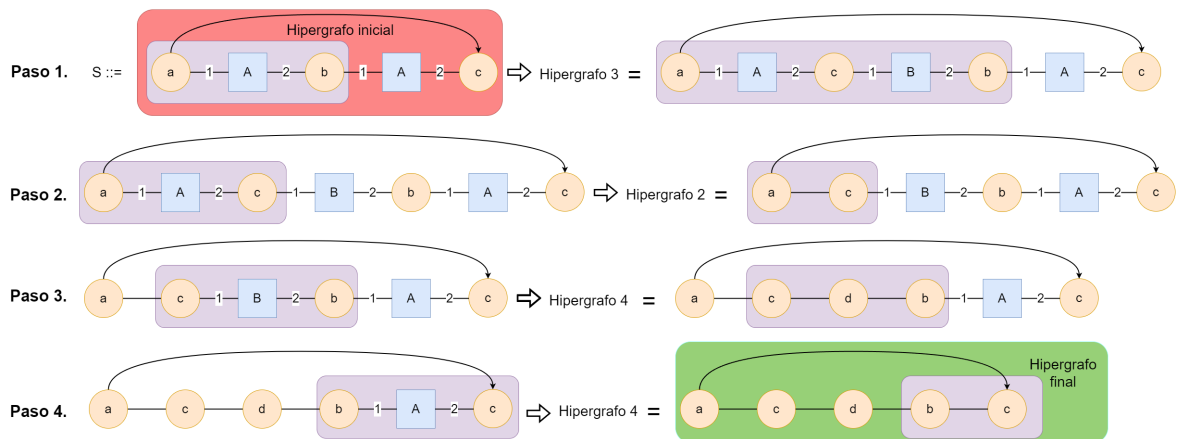 Hipergrafo inicial
Paso 1. S ::= a 1 A 2 b 1 A 2 c Hipergrafo 3 = a 1 A 2 c 1 B 2 b 1 A 2 c
Paso 2. a 1 A 2 c 1 B 2 b 1 A 2 c Hipergrafo 2 = a c 1 B 2 b 1 A 2 c
Paso 3. a c 1 B 2 b 1 A 2 c Hipergrafo 4 = a c d b 1 A 2 c
Hipergrafo
final
Paso 4. a c d b 1 A 2 c Hipergrafo 4 = a c d b c